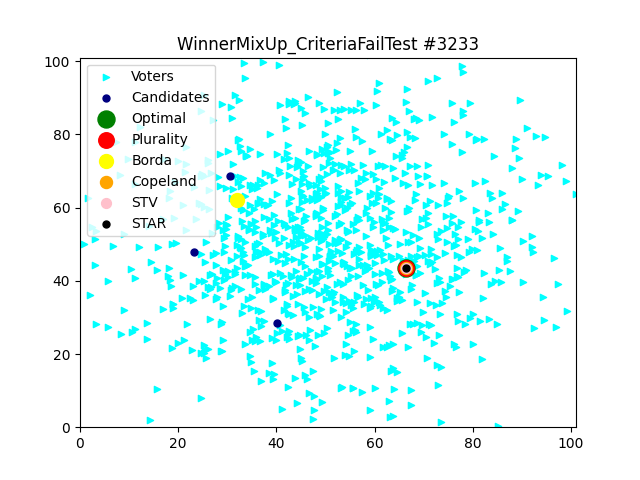 WinnerMixUp_CriteriaFailTest #3233
100
80
60
40
20
0
Voters
Candidates
Optimal
Plurality
Borda
Copeland
STV
STAR
0 20 40 60 80 100